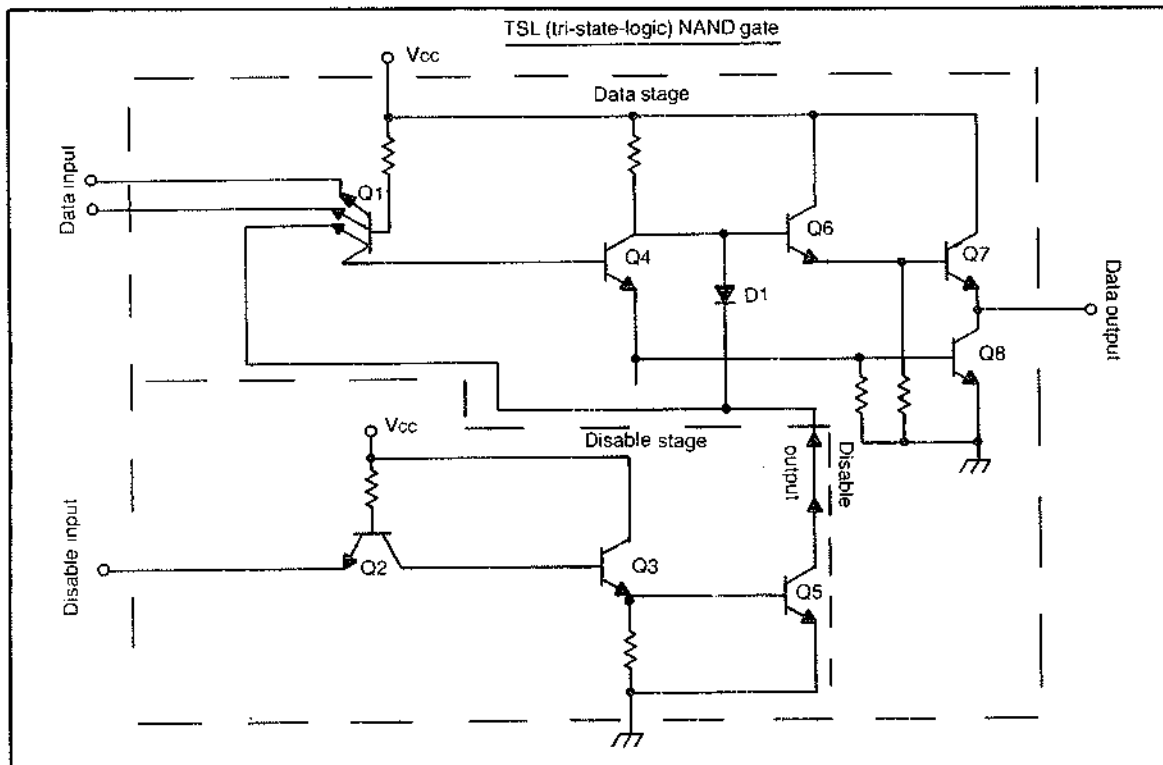 TSL (tri-state-logic) NAND gate
Vcc
Data stage
Data input
Q1
Q4
Q6
Q7
D1
Data output
Q8
Vcc
Disable stage
Disable
output
Disable input
Q2
Q3
Q5